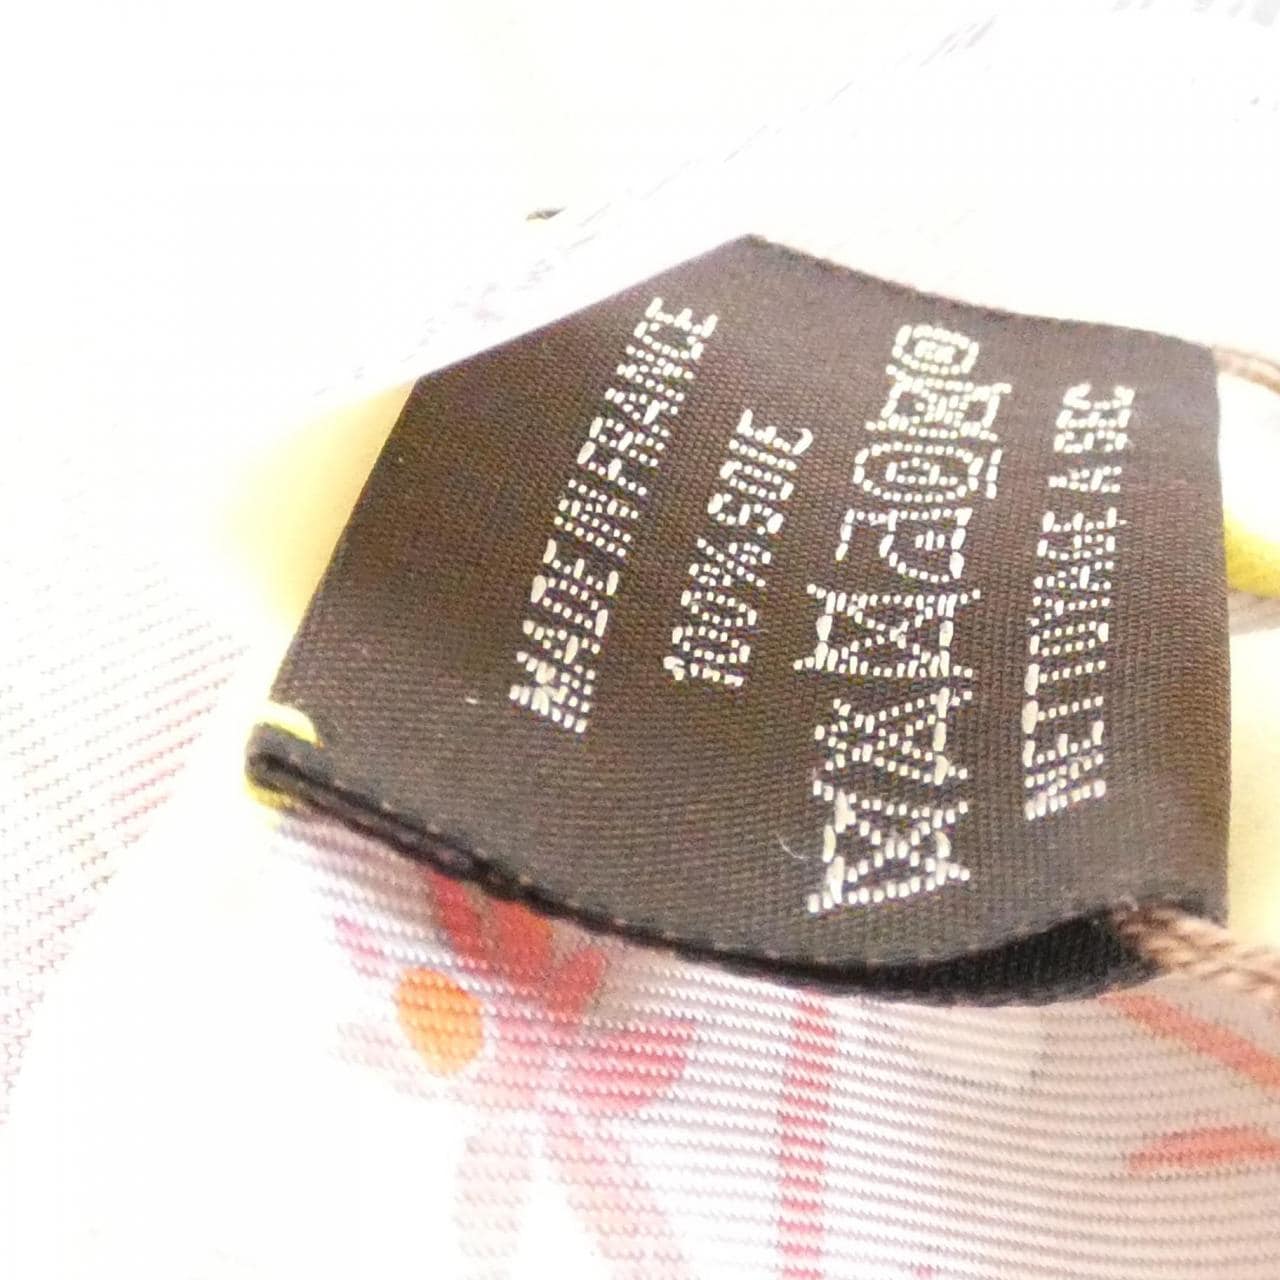 MADE IN FRANCE
100% SOIE
NETTOYAGE A SEC